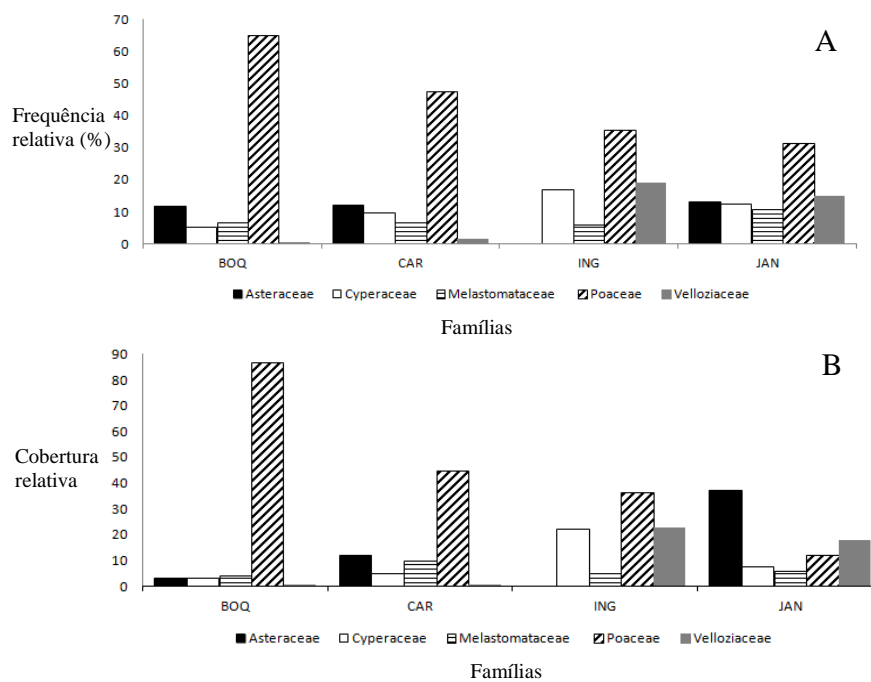 A
70
60
50
40
30
20
10
0
Frequência
relativa (%)
BOQ CAR ING JAN
Asteraceae Cyperaceae Melastomataceae Poaceae Velloziaceae
Famílias
B
90
80
70
60
50
40
30
20
10
0
Cobertura
relativa
BOQ CAR ING JAN
Asteraceae Cyperaceae Melastomataceae Poaceae Velloziaceae
Famílias